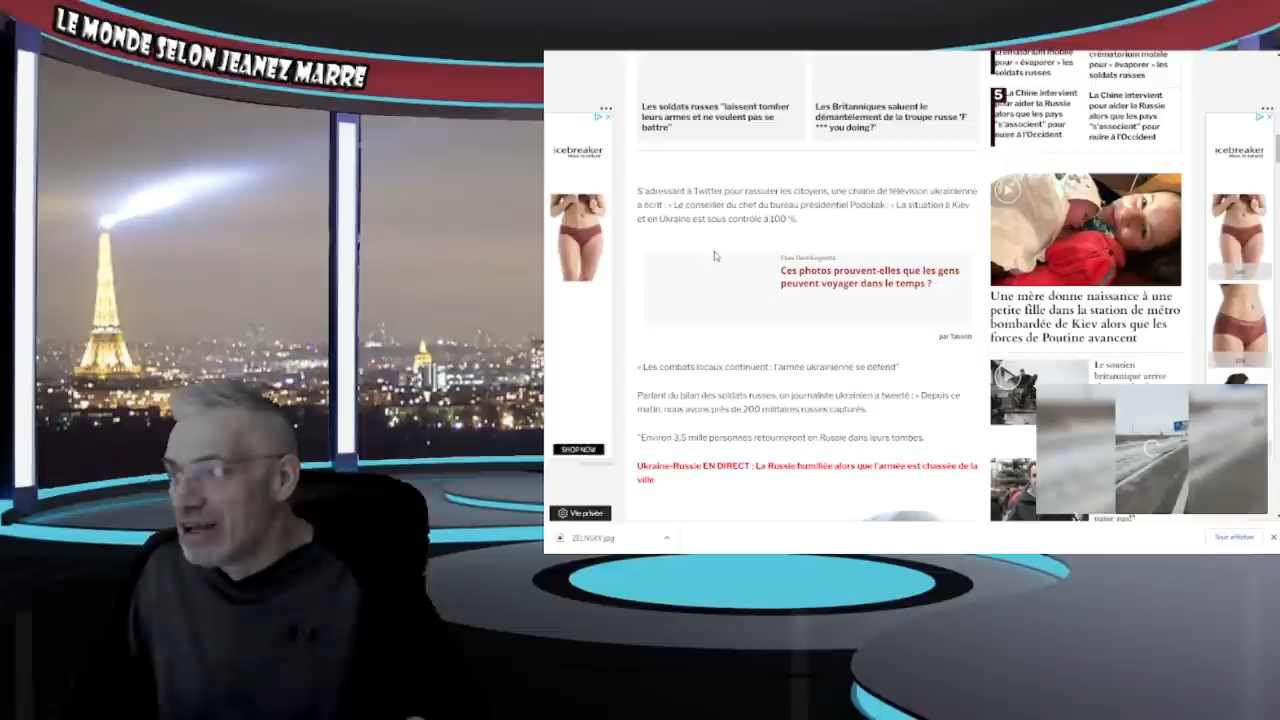 LE MONDE SELON JEANEZ MARRE
Les soldats russes "laissent tomber
leurs armes et ne veulent pas se
battre"
Les Britanniques saluent le
démantèlement de la troupe russe 'F
*** you doing?'
crématorium mobile
pour « évaporer » les
soldats russes
crématorium mobile
pour « évaporer » les
soldats russes
5
La Chine intervient
pour aider la Russie
alors que les pays
"s'associent" pour
nuire à l'Occident
La Chine intervient
pour aider la Russie
alors que les pays
"s'associent" pour
nuire à l'Occident
icebreaker
SHOP NOW
Vie privée
icebreaker
S'adressant à Twitter pour rassurer les citoyens, une chaîne de télévision ukrainienne
a écrit : « Le conseiller du chef du bureau présidentiel Podoliak : « La situation à Kiev
et en Ukraine est sous contrôle à 100 %.
Ces photos prouvent-elles que les gens
peuvent voyager dans le temps ?
par Taboola
« Les combats locaux continuent ; l'armée ukrainienne se défend"
Parlant du bilan des soldats russes, un journaliste ukrainien a tweeté : « Depuis ce
matin, nous avons près de 200 militaires russes capturés.
"Environ 3,5 mille personnes retourneront en Russie dans leurs tombes.
Ukraine-Russie EN DIRECT : La Russie humiliée alors que l'armée est chassée de la
ville
Une mère donne naissance à une
petite fille dans la station de métro
bombardée de Kiev alors que les
forces de Poutine avancent
Le soutien
britannique arrive
ZELNSKY.jpg
Tout afficher